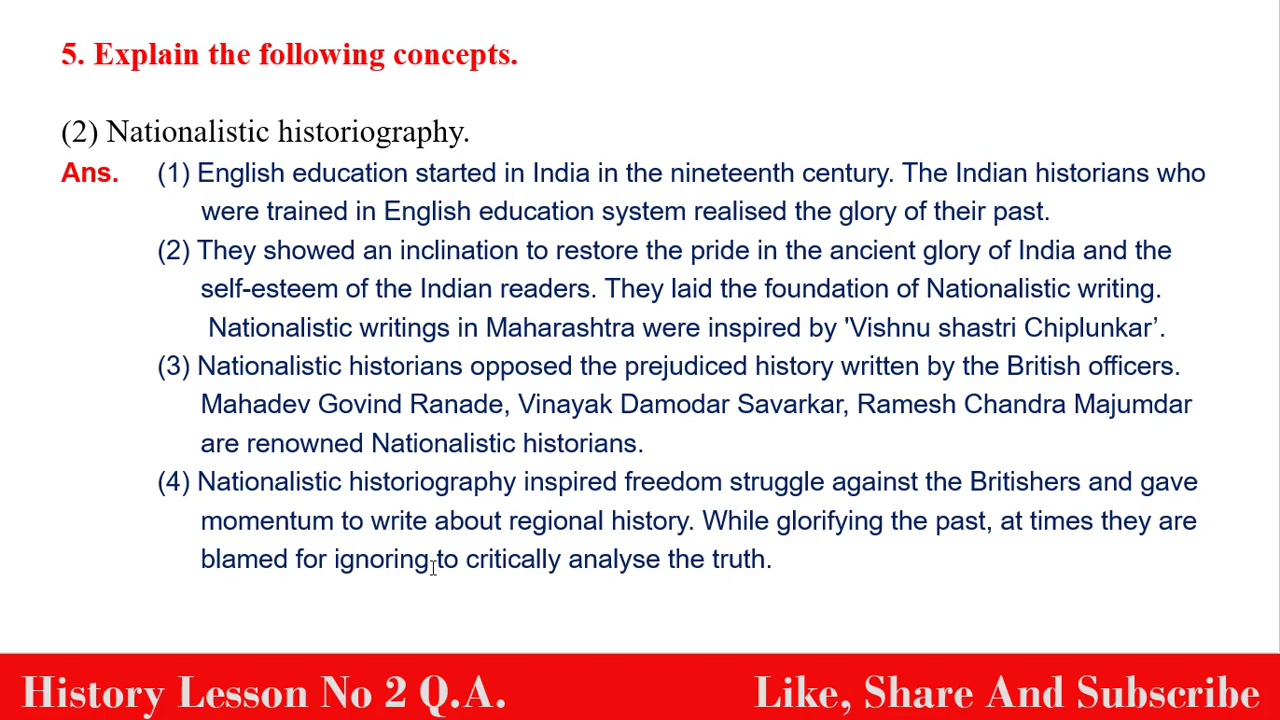 5. Explain the following concepts.
(2) Nationalistic historiography.
Ans. (1) English education started in India in the nineteenth century. The Indian historians who
were trained in English education system realised the glory of their past.
(2) They showed an inclination to restore the pride in the ancient glory of India and the
self-esteem of the Indian readers. They laid the foundation of Nationalistic writing.
Nationalistic writings in Maharashtra were inspired by 'Vishnu shastri Chiplunkar’.
(3) Nationalistic historians opposed the prejudiced history written by the British officers.
Mahadev Govind Ranade, Vinayak Damodar Savarkar, Ramesh Chandra Majumdar
are renowned Nationalistic historians.
(4) Nationalistic historiography inspired freedom struggle against the Britishers and gave
momentum to write about regional history. While glorifying the past, at times they are
blamed for ignoring to critically analyse the truth.
History Lesson No 2 Q.A. Like, Share And Subscribe